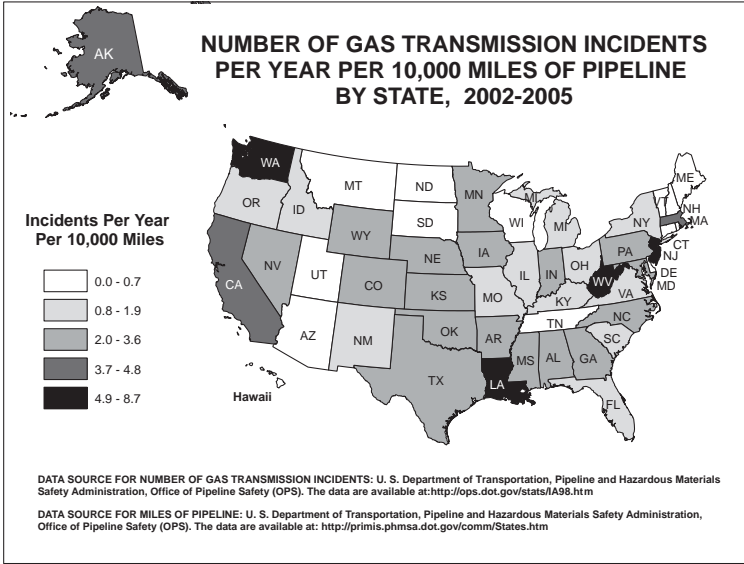 AK
NUMBER OF GAS TRANSMISSION INCIDENTS
PER YEAR PER 10,000 MILES OF PIPELINE
BY STATE, 2002-2005
WA
MT
ND
MN
ME
OR
ID
SD
WI
MI
NY
NH
MA
WY
IA
MI
PA
CT
NJ
NV
NE
IL
IN
OH
DE
MD
CA
UT
CO
KS
MO
KY
WV
VA
AZ
NM
OK
AR
TN
NC
SC
TX
LA
MS
AL
GA
FL
Hawaii
Incidents Per Year
Per 10,000 Miles
0.0 - 0.7
0.8 - 1.9
2.0 - 3.6
3.7 - 4.8
4.9 - 8.7
DATA SOURCE FOR NUMBER OF GAS TRANSMISSION INCIDENTS: U. S. Department of Transportation, Pipeline and Hazardous Materials
Safety Administration, Office of Pipeline Safety (OPS). The data are available at:http://ops.dot.gov/stats/IA98.htm
DATA SOURCE FOR MILES OF PIPELINE: U. S. Department of Transportation, Pipeline and Hazardous Materials Safety Administration,
Office of Pipeline Safety (OPS). The data are available at: http://primis.phmsa.dot.gov/comm/States.htm